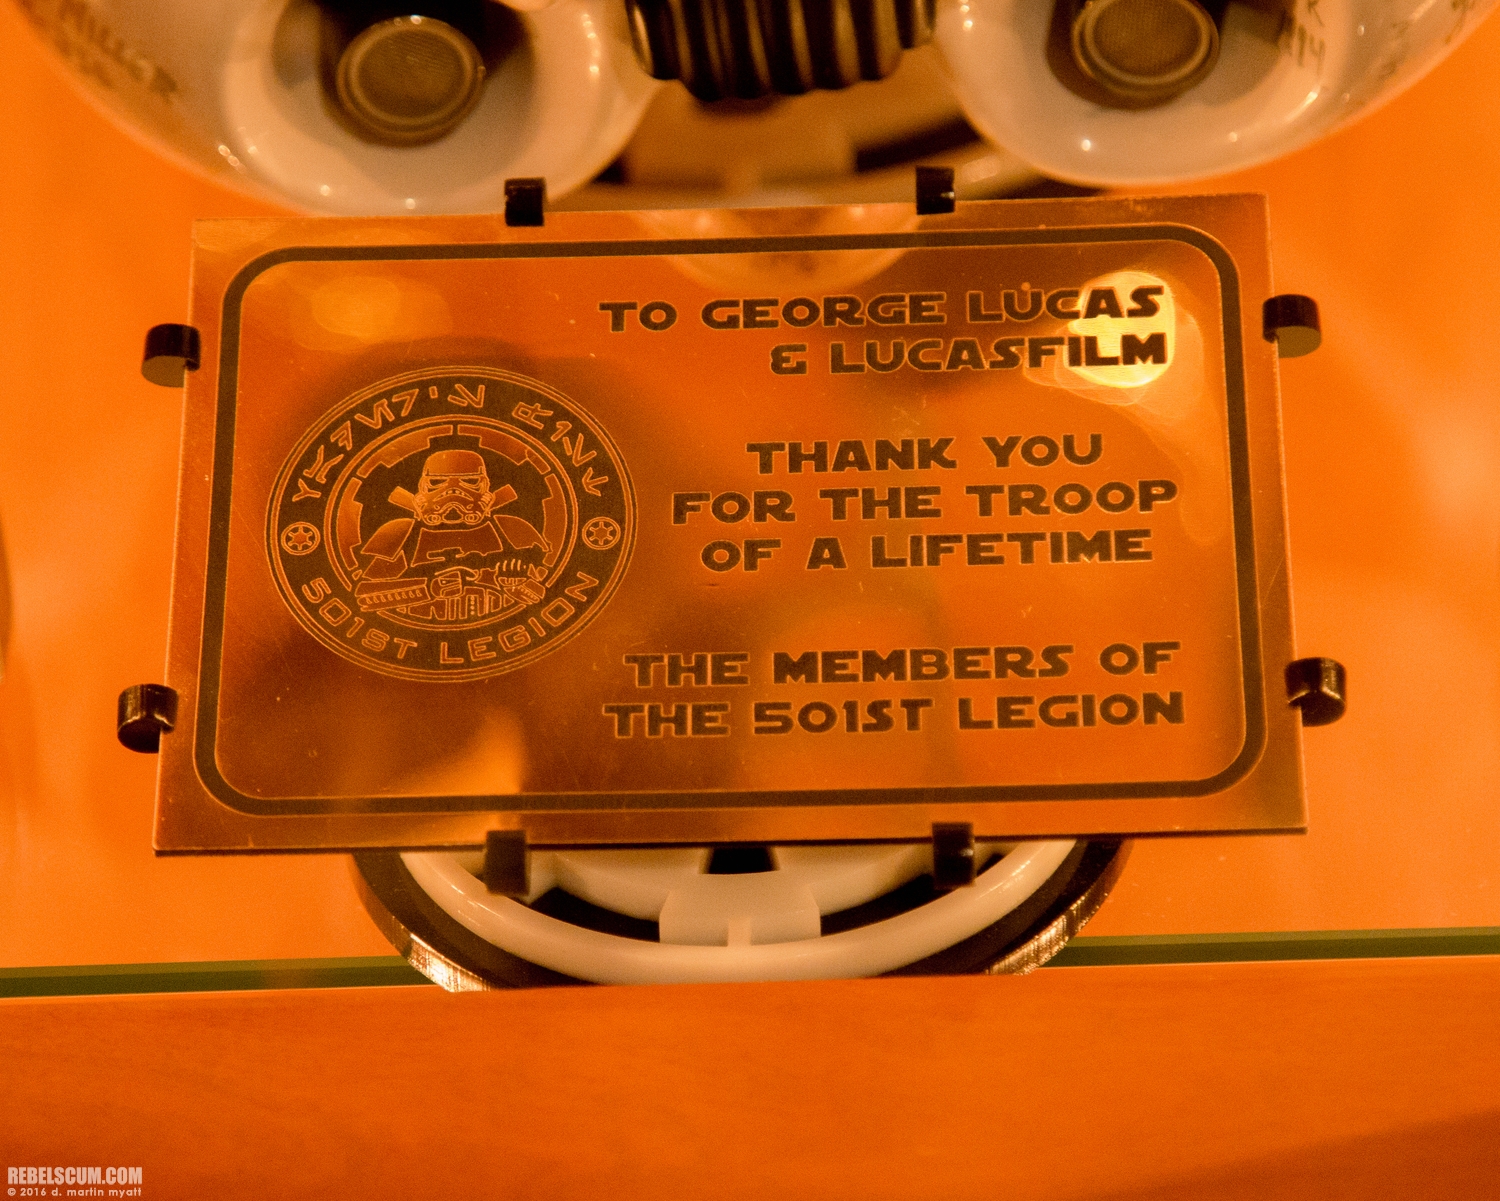 TO GEORGE LUCAS
& LUCASFILM
THANK YOU
FOR THE TROOP
OF A LIFETIME
THE MEMBERS OF
THE 501ST LEGION
501ST LEGION
REBELSCUM.COM
© 2016 d. martin myatt